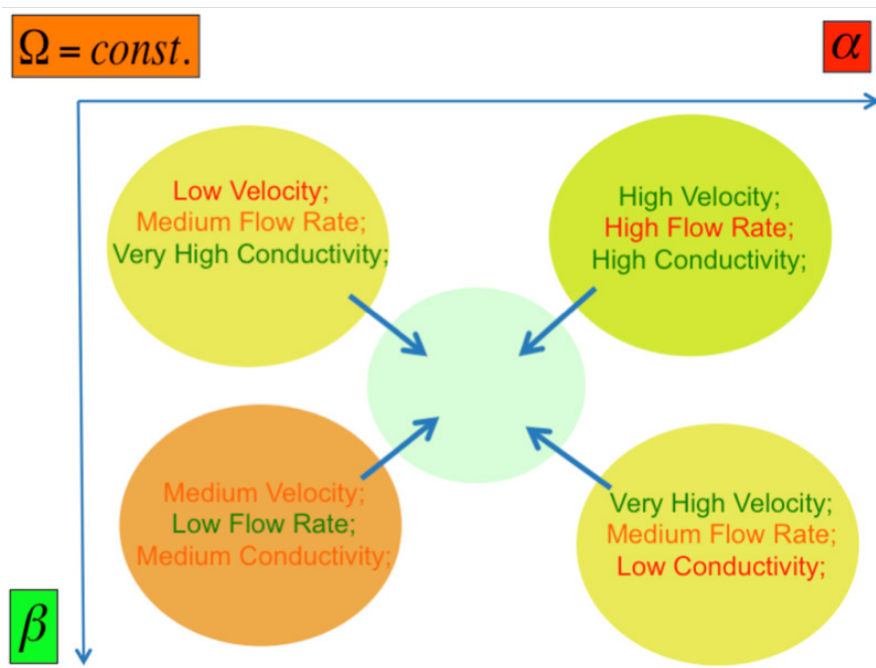 Ω = const.
α
Low Velocity;
Medium Flow Rate;
Very High Conductivity;
High Velocity;
High Flow Rate;
High Conductivity;
Medium Velocity;
Low Flow Rate;
Medium Conductivity;
Very High Velocity;
Medium Flow Rate;
Low Conductivity;
β